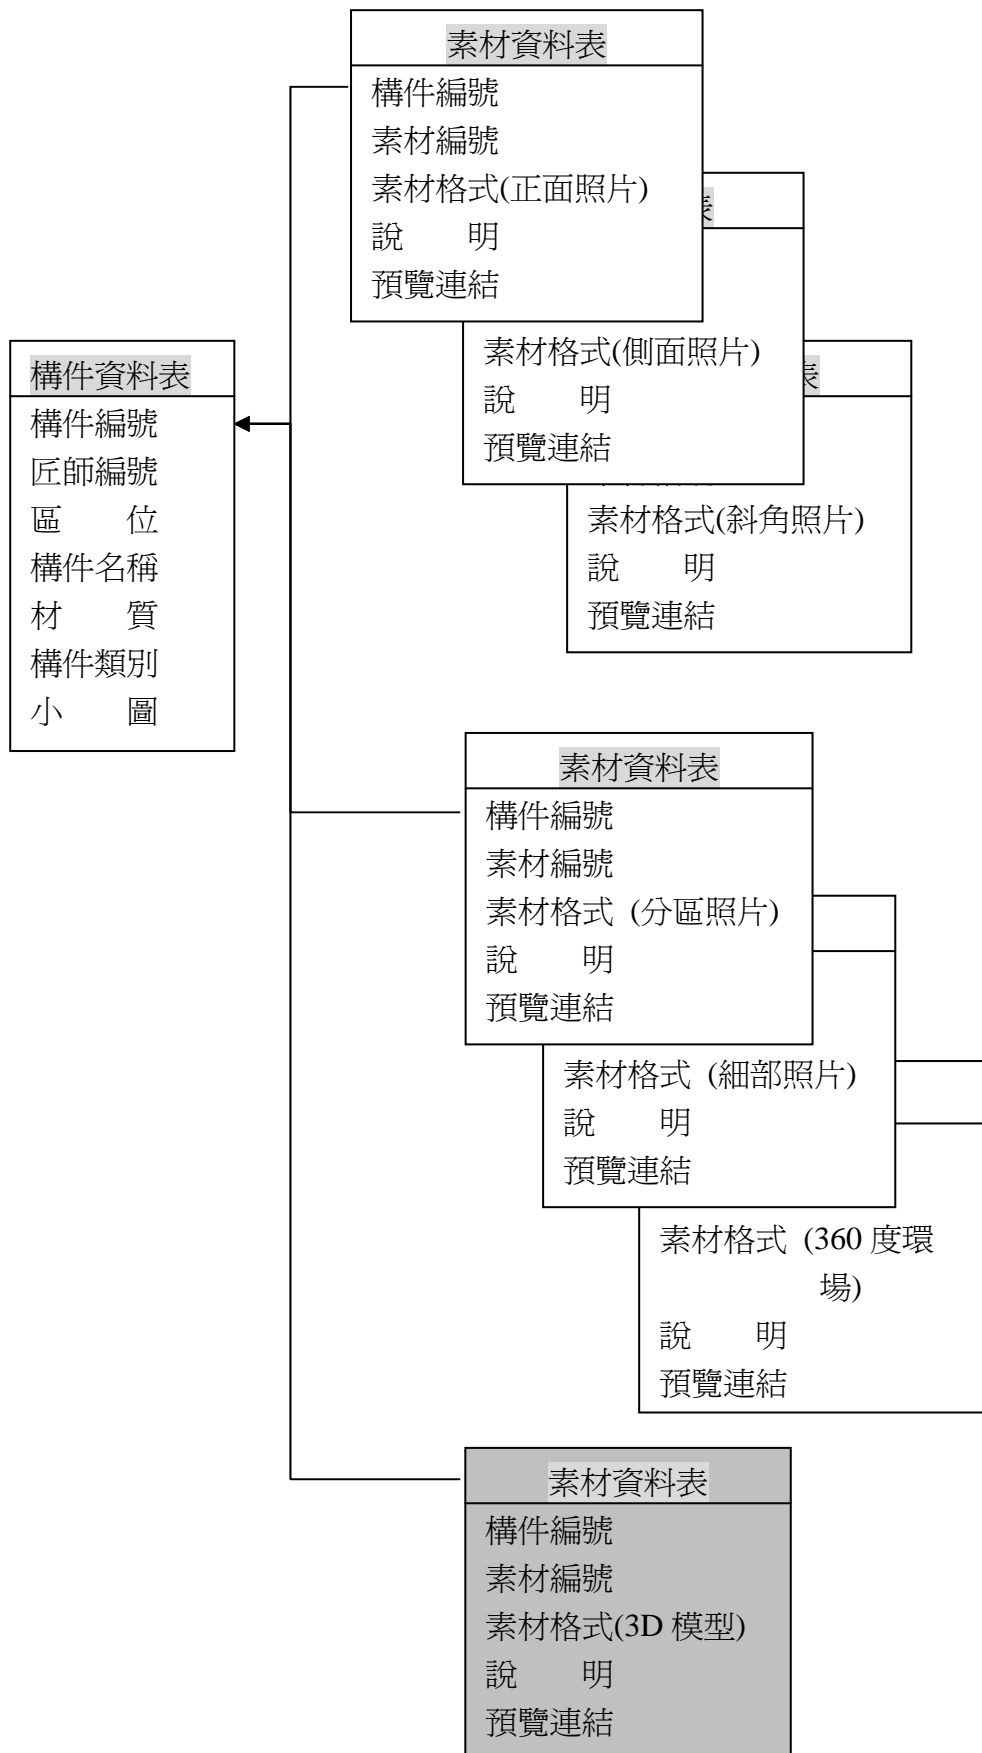 素材資料表
構件編號
素材編號
素材格式(正面照片)
說　　明
預覽連結
表
素材格式(側面照片)
說　　明
預覽連結
表
素材格式(斜角照片)
說　　明
預覽連結
構件資料表
構件編號
匠師編號
區　　位
構件名稱
材　　質
構件類別
小　　圖
素材資料表
構件編號
素材編號
素材格式 (分區照片)
說　　明
預覽連結
素材格式 (細部照片)
說　　明
預覽連結
素材格式 (360 度環
場)
說　　明
預覽連結
素材資料表
構件編號
素材編號
素材格式(3D 模型)
說　　明
預覽連結